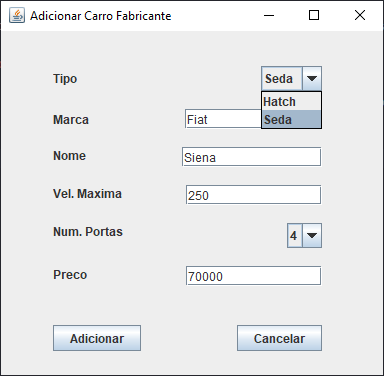 Adicionar Carro Fabricante
Tipo Seda
Hatch
Seda
Marca Fiat
Nome Siena
Vel. Maxima 250
Num. Portas 4
Preco 70000
Adicionar Cancelar